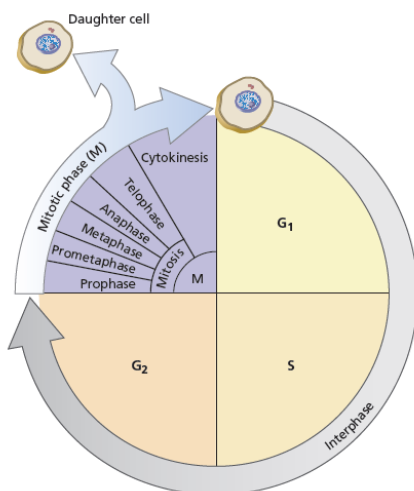 Daughter cell
Mitotic phase (M)
Cytokinesis
Telophase
Anaphase
Metaphase
Prometaphase
Prophase
Mitosis
M
G1
G2
S
Interphase